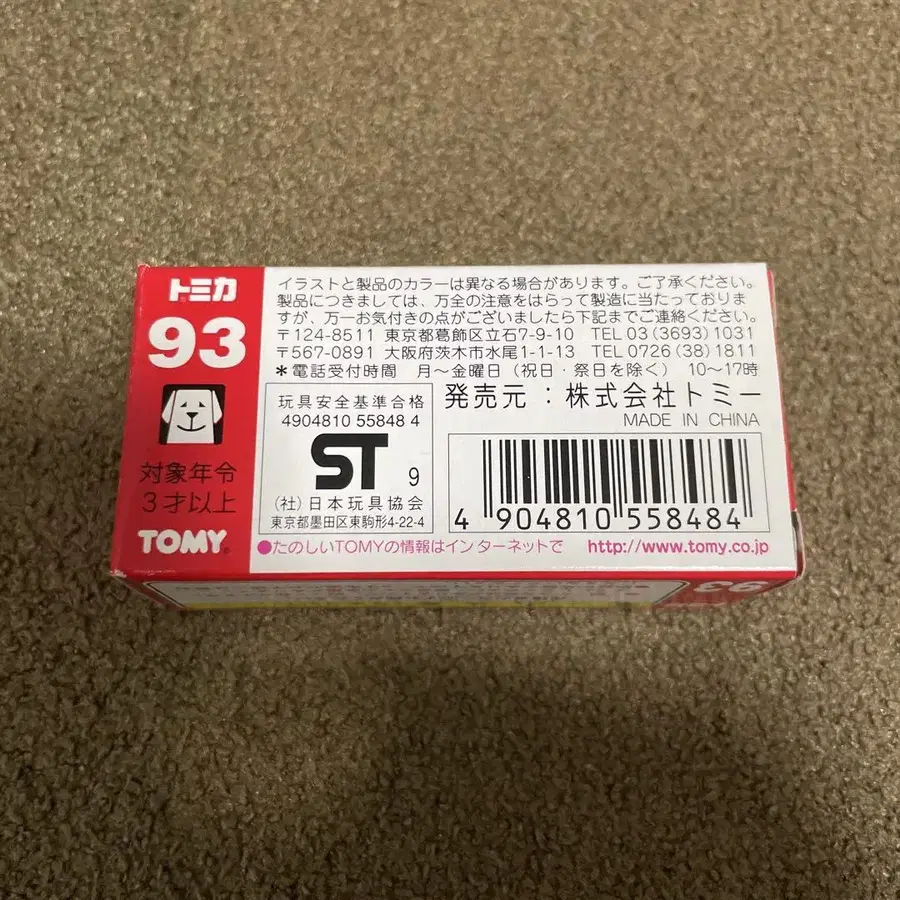 トミカ
93
対象年令
3才以上
TOMY
イラストと製品のカラーは異なる場合があります。ご了承ください。
製品につきましては、万全の注意をはらって製造に当たっておりま
すが、万一お気付きの点がございましたら下記までご連絡ください。
〒124-8511 東京都葛飾区立石7-9-10 TEL 03 (3693) 1031
〒567-0891 大阪府茨木市水尾1-1-13 TEL 0726 (38) 1811
＊電話受付時間 月～金曜日（祝日・祭日を除く） 10～17時
玩具安全基準合格
4904810 55848 4
ST 9
（社）日本玩具協会
東京都墨田区東駒形4-22-4
発売元：株式会社トミー
MADE IN CHINA
4 904810 558484
●たのしいTOMYの情報はインターネットで http://www.tomy.co.jp
93